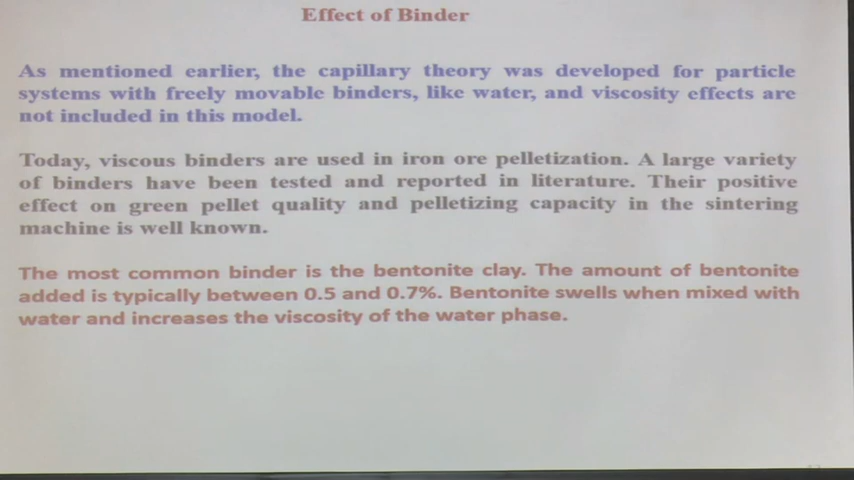 Effect of Binder
As mentioned earlier, the capillary theory was developed for particle
systems with freely movable binders, like water, and viscosity effects are
not included in this model.
Today, viscous binders are used in iron ore pelletization. A large variety
of binders have been tested and reported in literature. Their positive
effect on green pellet quality and pelletizing capacity in the sintering
machine is well known.
The most common binder is the bentonite clay. The amount of bentonite
added is typically between 0.5 and 0.7%. Bentonite swells when mixed with
water and increases the viscosity of the water phase.